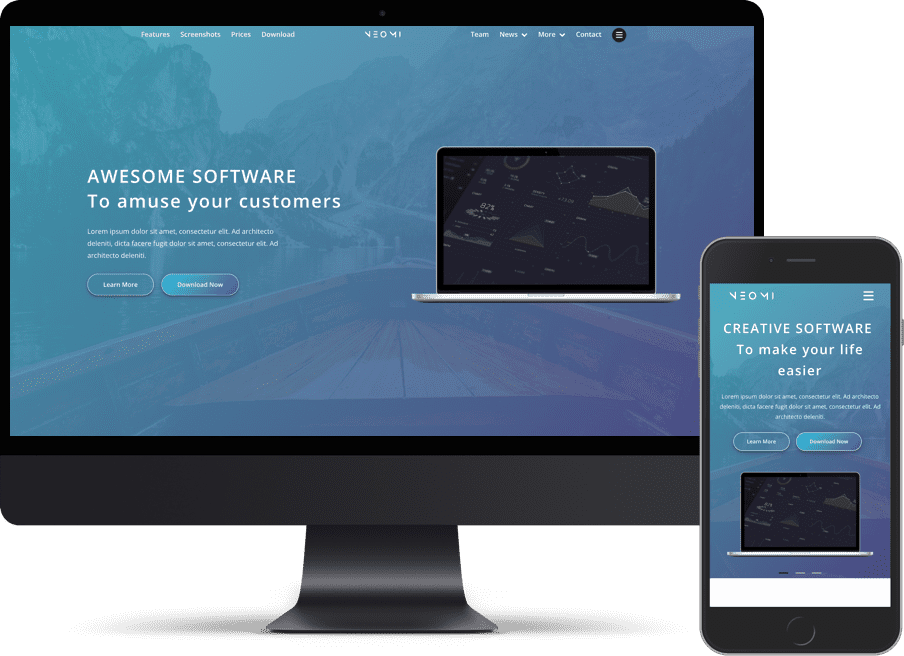 Features Screenshots Prices Download NEOMI Team News More Contact
AWESOME SOFTWARE
To amuse your customers
Lorem ipsum dolor sit amet, consectetur elit. Ad architecto
deleniti, dicta facere fugit dolor sit amet, consectetur elit. Ad
architecto deleniti.
Learn More Download Now
82%
NEOMI
CREATIVE SOFTWARE
To make your life
easier
Lorem ipsum dolor sit amet, consectetur elit. Ad architecto
deleniti, dicta facere fugit dolor sit amet, consectetur elit. Ad
architecto deleniti.
Learn More Download Now